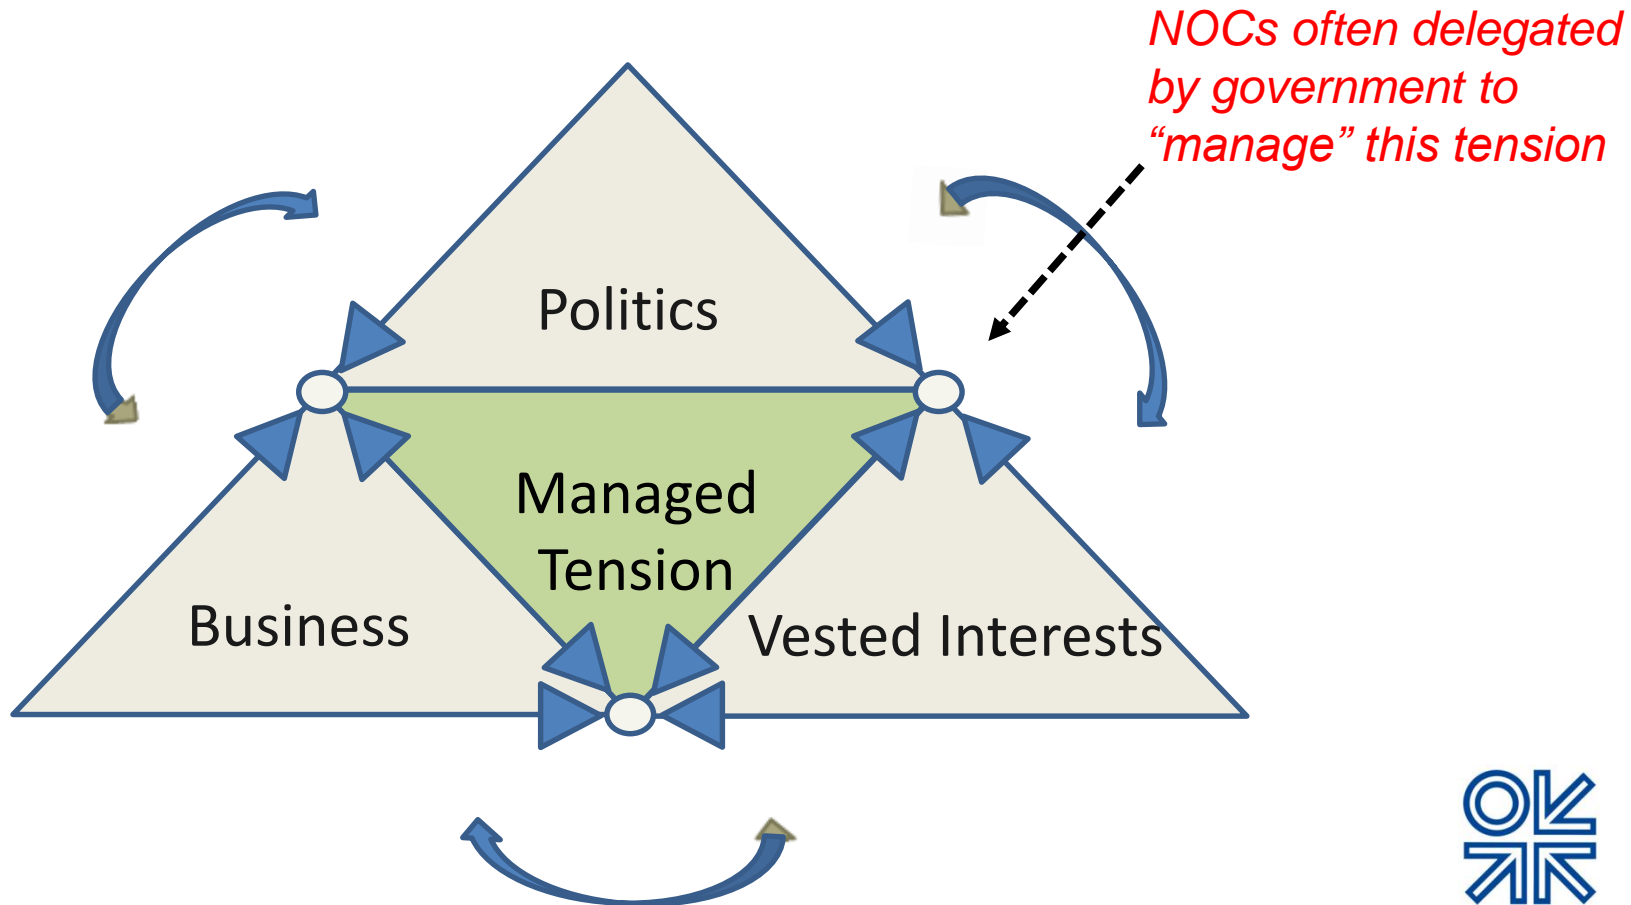 NOCs often delegated
by government to
“manage” this tension
Politics
Managed
Tension
Business
Vested Interests